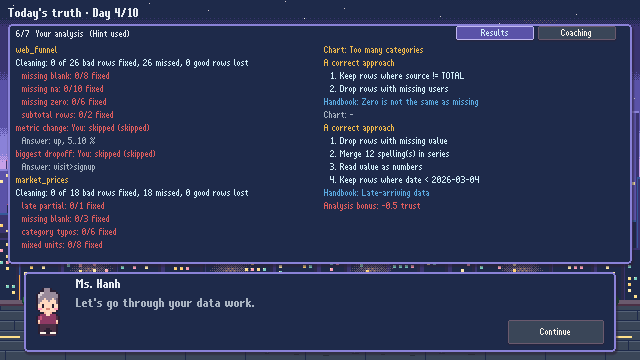 Today's truth · Day 4/10
6/7 Your analysis (Hint used)
Results
Coaching
web_funnel
Cleaning: 0 of 26 bad rows fixed, 26 missed, 0 good rows lost
missing blank: 0/8 fixed
missing na: 0/10 fixed
missing zero: 0/6 fixed
subtotal rows: 0/2 fixed
metric change: You: skipped (skipped)
Answer: up, 5..10 %
biggest dropoff: You: skipped (skipped)
Answer: visit>signup
market_prices
Cleaning: 0 of 18 bad rows fixed, 18 missed, 0 good rows lost
late partial: 0/1 fixed
missing blank: 0/3 fixed
category typos: 0/6 fixed
mixed units: 0/8 fixed
Chart: Too many categories
A correct approach
1. Keep rows where source != TOTAL
2. Drop rows with missing users
Handbook: Zero is not the same as missing
Chart: -
A correct approach
1. Drop rows with missing value
2. Merge 12 spelling(s) in series
3. Read value as numbers
4. Keep rows where date < 2026-03-04
Handbook: Late-arriving data
Analysis bonus: -0.5 trust
Ms. Hanh
Let's go through your data work.
Continue